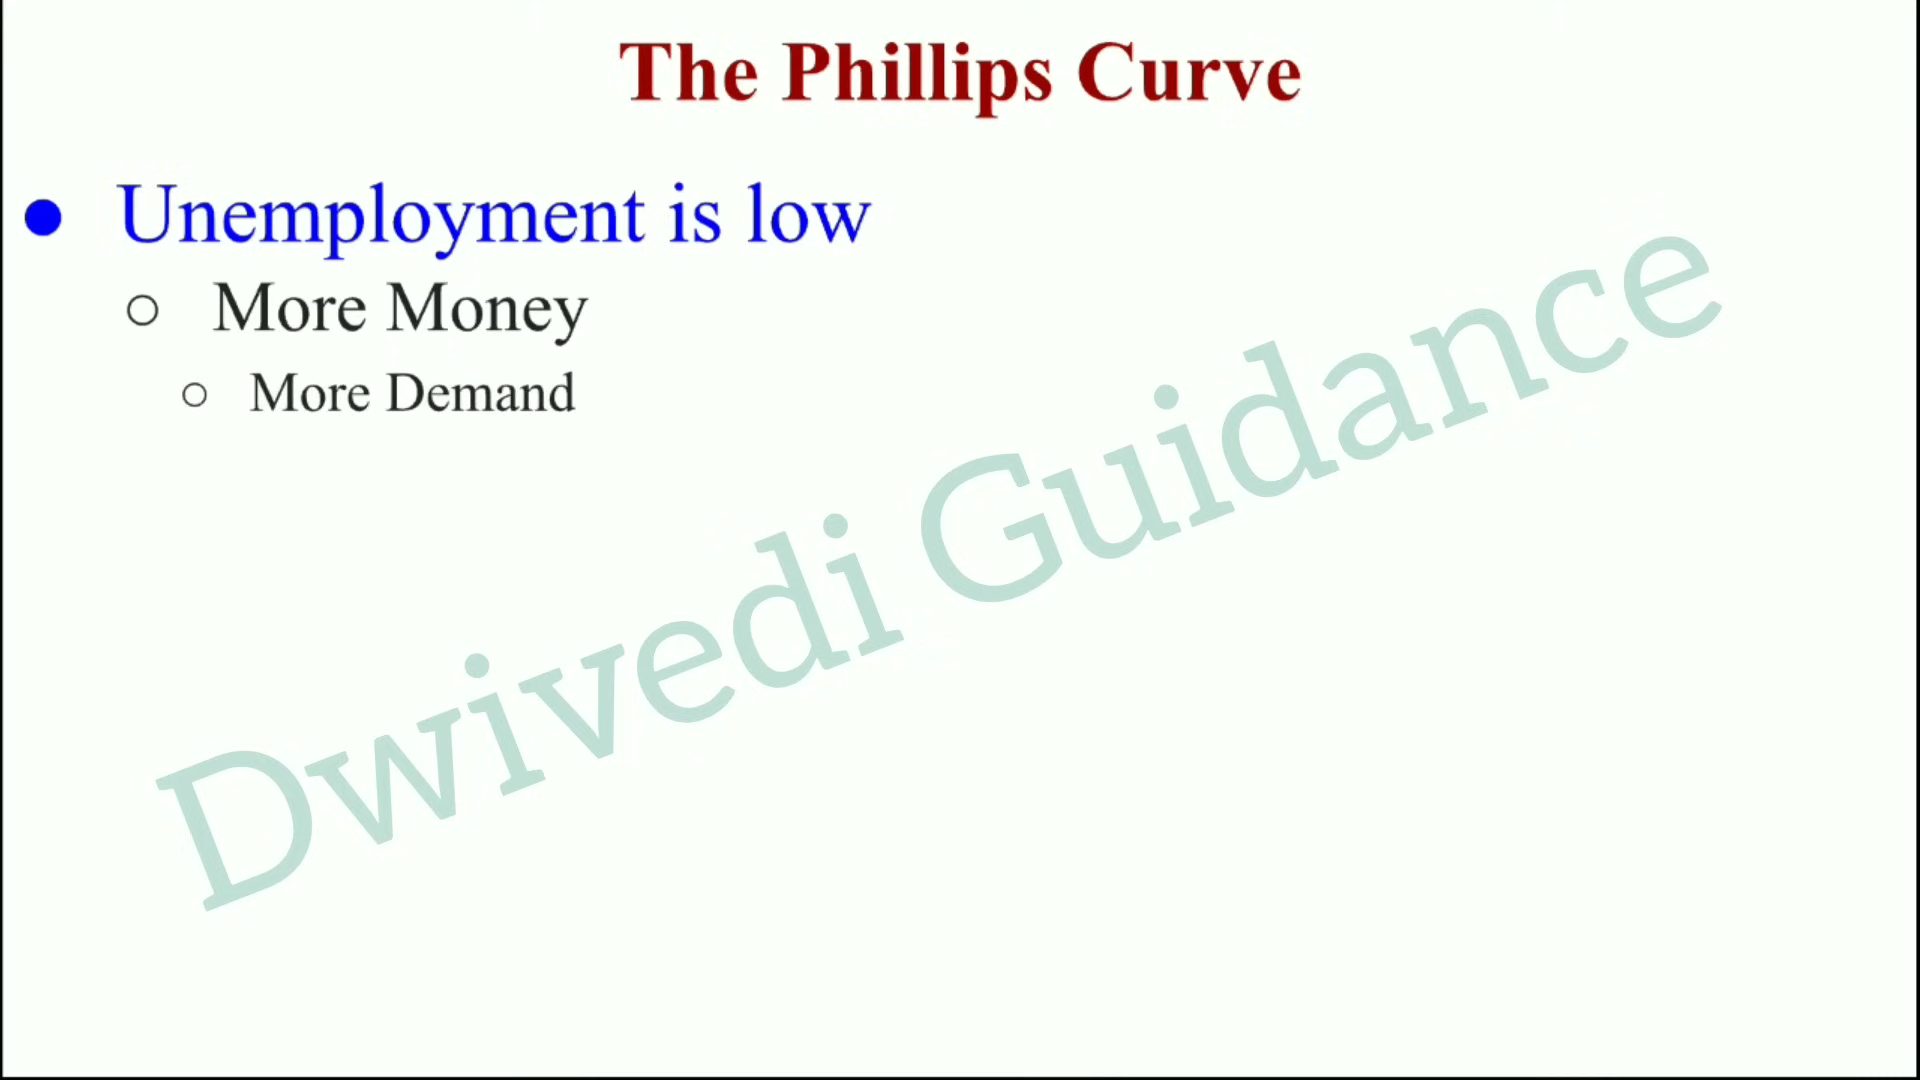 The Phillips Curve
● Unemployment is low
○ More Money
○ More Demand
Dwivedi Guidance